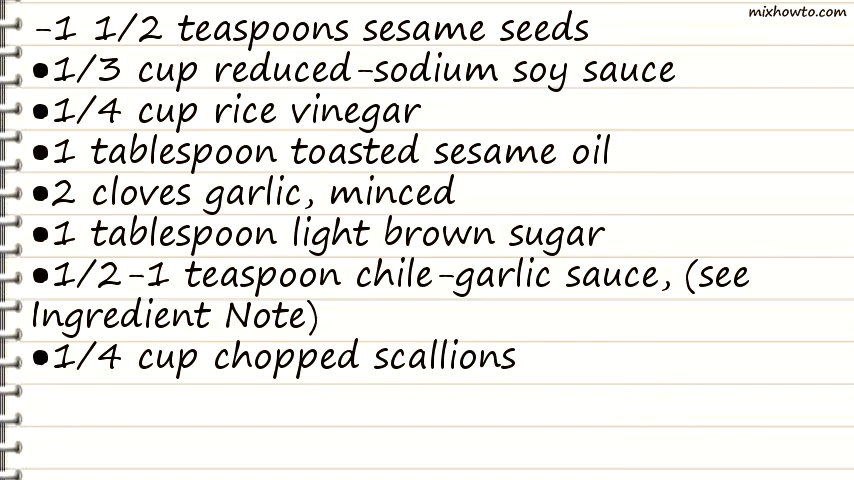 mixhowto.com
-1 1/2 teaspoons sesame seeds
•1/3 cup reduced-sodium soy sauce
•1/4 cup rice vinegar
•1 tablespoon toasted sesame oil
•2 cloves garlic, minced
•1 tablespoon light brown sugar
•1/2-1 teaspoon chile-garlic sauce, (see
Ingredient Note)
•1/4 cup chopped scallions